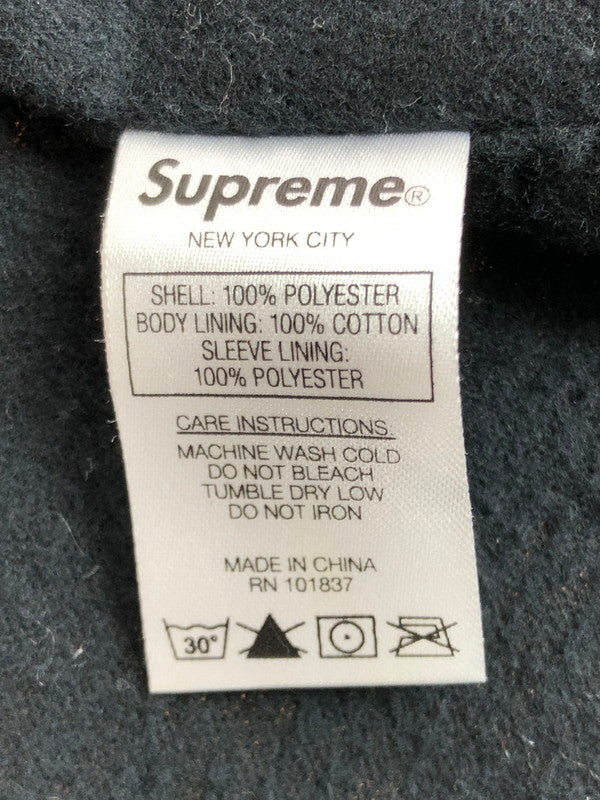 Supreme®
NEW YORK CITY
SHELL: 100% POLYESTER
BODY LINING: 100% COTTON
SLEEVE LINING:
100% POLYESTER
CARE INSTRUCTIONS
MACHINE WASH COLD
DO NOT BLEACH
TUMBLE DRY LOW
DO NOT IRON
MADE IN CHINA
RN 101837
30°